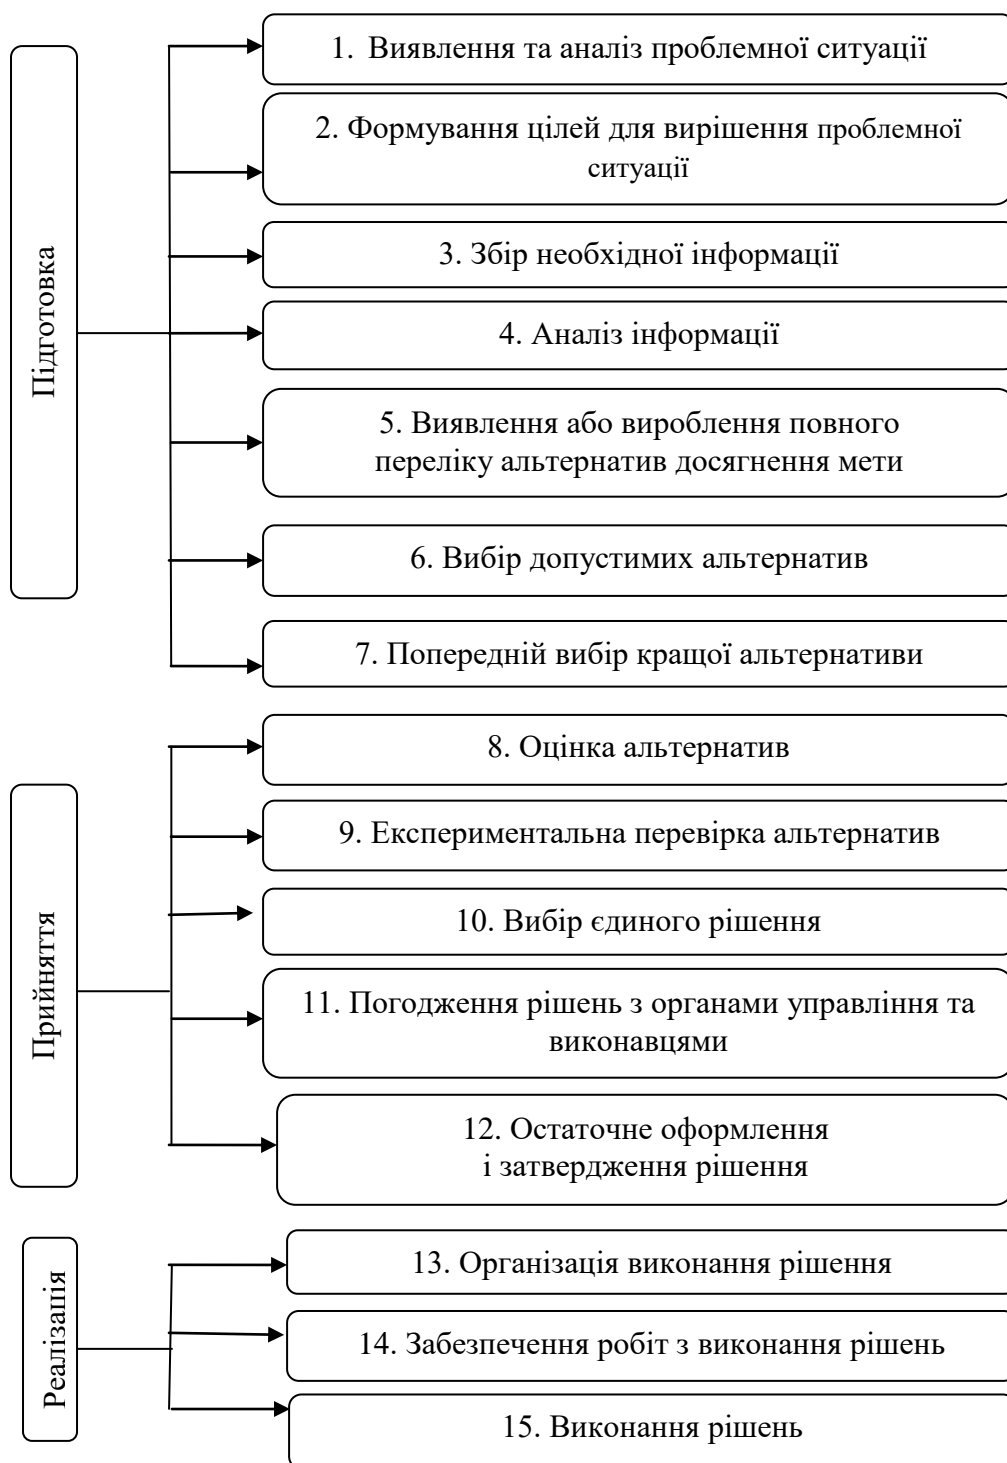 Підготовка
1. Виявлення та аналіз проблемної ситуації
2. Формування цілей для вирішення проблемної
ситуації
3. Збір необхідної інформації
4. Аналіз інформації
5. Виявлення або вироблення повного
переліку альтернатив досягнення мети
6. Вибір допустимих альтернатив
7. Попередній вибір кращої альтернативи
Прийняття
8. Оцінка альтернатив
9. Експериментальна перевірка альтернатив
10. Вибір єдиного рішення
11. Погодження рішень з органами управління та
виконавцями
12. Остаточне оформлення
і затвердження рішення
Реалізація
13. Організація виконання рішення
14. Забезпечення робіт з виконання рішень
15. Виконання рішень